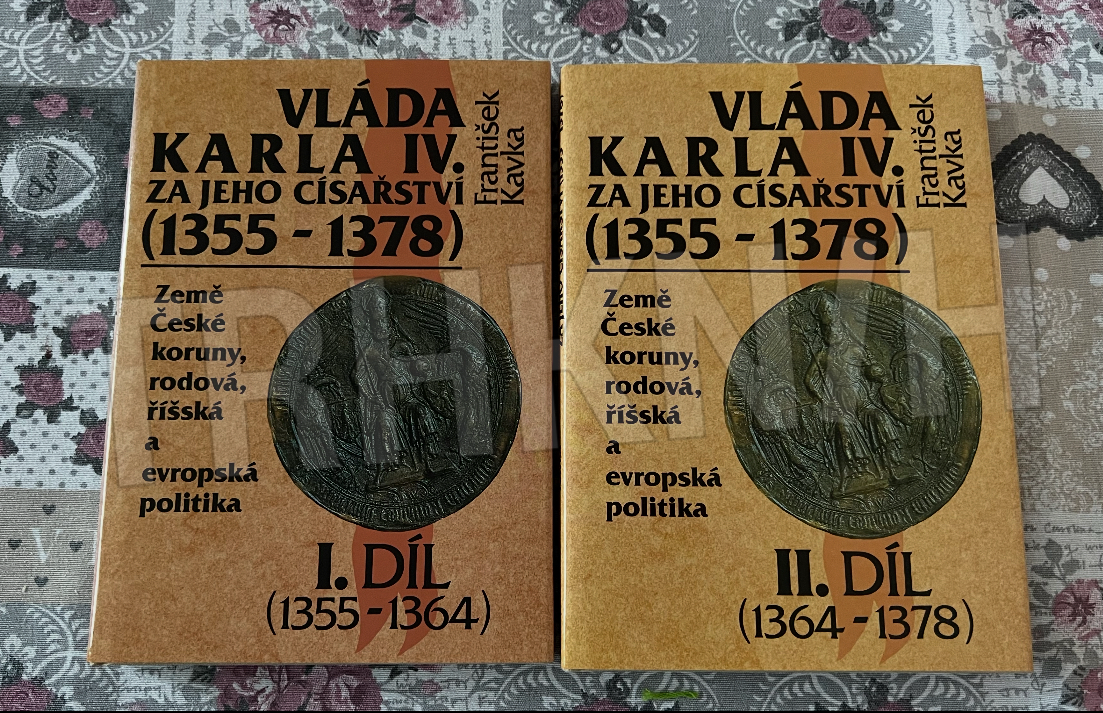 VLÁDA
KARLA IV.
ZA JEHO CÍSAŘSTVÍ
(1355 - 1378)
František
Kavka
Země
České
koruny,
rodová,
říšská
a
evropská
politika
I. DÍL
(1355 - 1364)
VLÁDA
KARLA IV.
ZA JEHO CÍSAŘSTVÍ
(1355 - 1378)
František
Kavka
Země
České
koruny,
rodová,
říšská
a
evropská
politika
II. DÍL
(1364 - 1378)
TRHKNIH